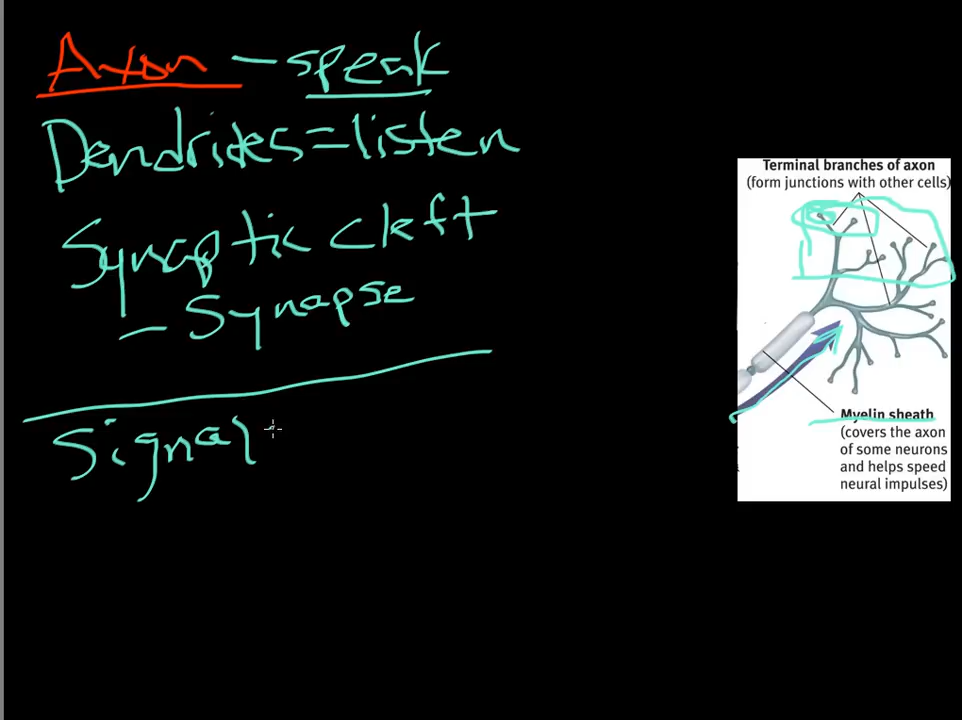 Axon - speak
Dendrites = listen
Synaptic cleft
- Synapse
Signal
Terminal branches of axon
(form junctions with other cells)
Myelin sheath
(covers the axon
of some neurons
and helps speed
neural impulses)